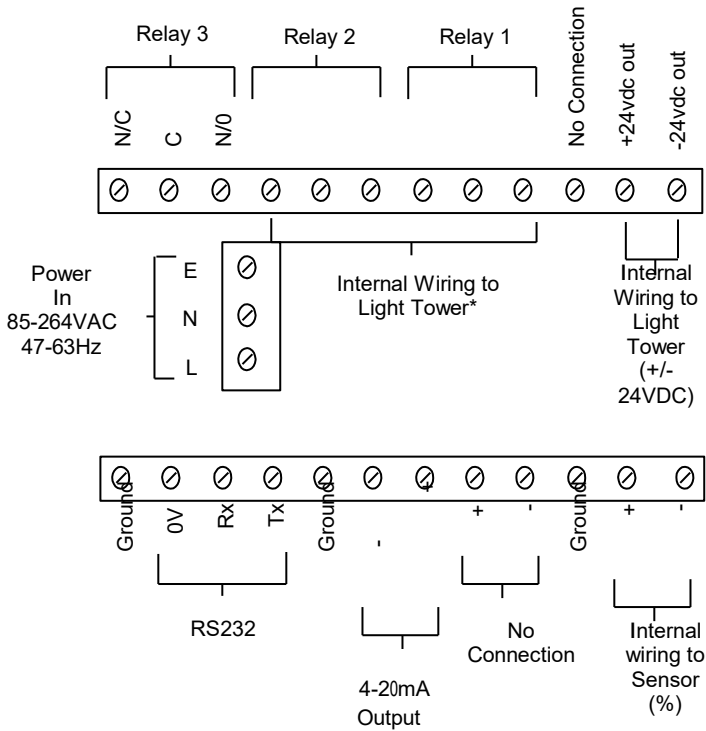 Relay 3
Relay 2
Relay 1
N/C
C
N/0
No Connection
+24vdc out
-24vdc out
Power
In
85-264VAC
47-63Hz
E
N
L
Internal Wiring to
Light Tower*
Internal
Wiring to
Light
Tower
(+/-
24VDC)
Ground
0V
Rx
Tx
Ground
-
+
+
-
Ground
+
-
RS232
4-20mA
Output
No
Connection
Internal
wiring to
Sensor
(%)